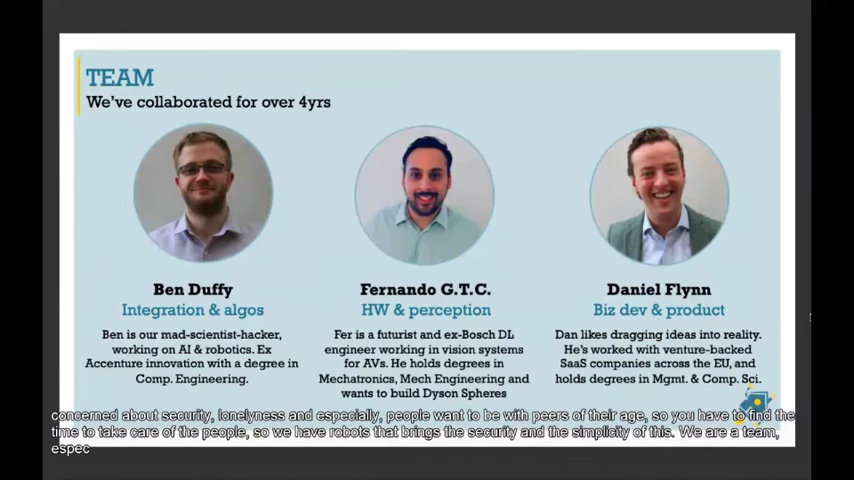 TEAM
We've collaborated for over 4yrs
Ben Duffy
Integration & algos
Ben is our mad-scientist-hacker,
working on AI & robotics. Ex
Accenture innovation with a degree in
Comp. Engineering.
Fernando G.T.C.
HW & perception
Fer is a futurist and ex-Bosch DL
engineer working in vision systems
for AVs. He holds degrees in
Mechatronics, Mech Engineering and
wants to build Dyson Spheres
Daniel Flynn
Biz dev & product
Dan likes dragging ideas into reality.
He's worked with venture-backed
SaaS companies across the EU, and
holds degrees in Mgmt. & Comp. Sci.
concerned about security, lonelyness and especially, people want to be with peers of their age, so you have to find the
time to take care of the people, so we have robots that brings the security and the simplicity of this. We are a team,
espec